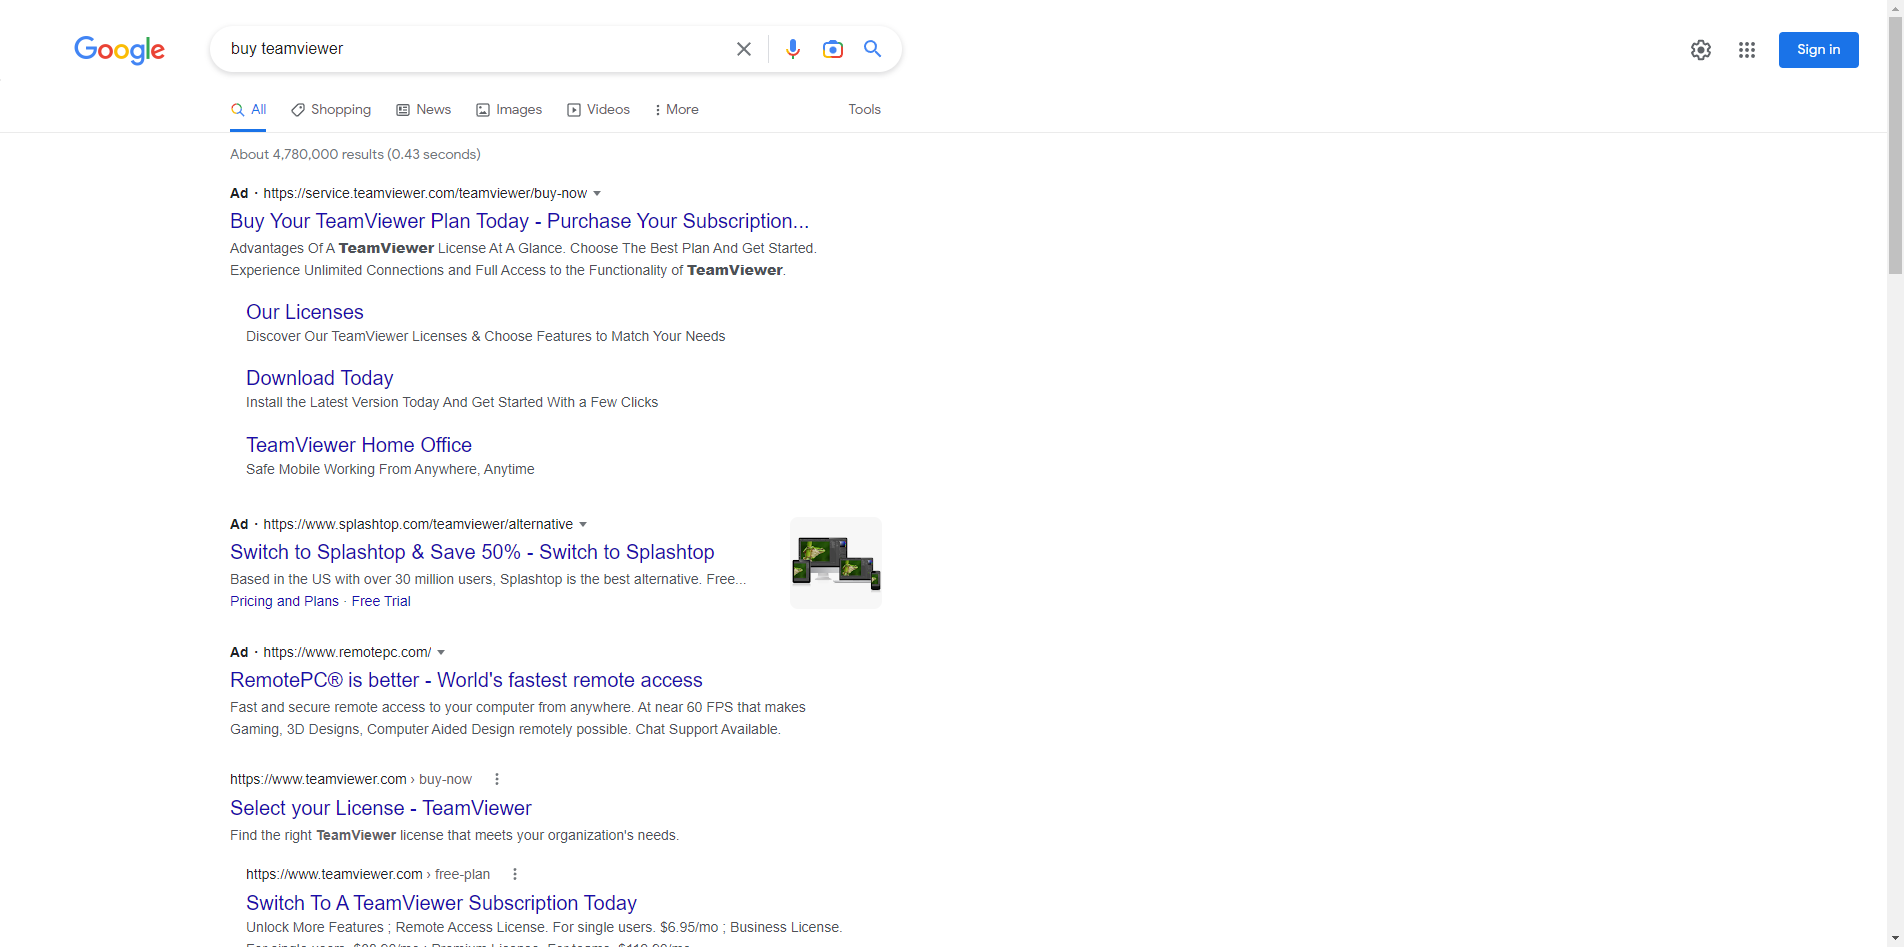 Google
buy teamviewer
Sign in
All
Shopping
News
Images
Videos
More
Tools
About 4,780,000 results (0.43 seconds)
Ad · https://service.teamviewer.com/teamviewer/buy-now
Buy Your TeamViewer Plan Today - Purchase Your Subscription...
Advantages Of A TeamViewer License At A Glance. Choose The Best Plan And Get Started.
Experience Unlimited Connections and Full Access to the Functionality of TeamViewer.
Our Licenses
Discover Our TeamViewer Licenses & Choose Features to Match Your Needs
Download Today
Install the Latest Version Today And Get Started With a Few Clicks
TeamViewer Home Office
Safe Mobile Working From Anywhere, Anytime
Ad · https://www.splashtop.com/teamviewer/alternative
Switch to Splashtop & Save 50% - Switch to Splashtop
Based in the US with over 30 million users, Splashtop is the best alternative. Free...
Pricing and Plans · Free Trial
Ad · https://www.remotepc.com/
RemotePC® is better - World's fastest remote access
Fast and secure remote access to your computer from anywhere. At near 60 FPS that makes
Gaming, 3D Designs, Computer Aided Design remotely possible. Chat Support Available.
https://www.teamviewer.com › buy-now
Select your License - TeamViewer
Find the right TeamViewer license that meets your organization's needs.
https://www.teamviewer.com › free-plan
Switch To A TeamViewer Subscription Today
Unlock More Features ; Remote Access License. For single users. $6.95/mo ; Business License.
For single users.